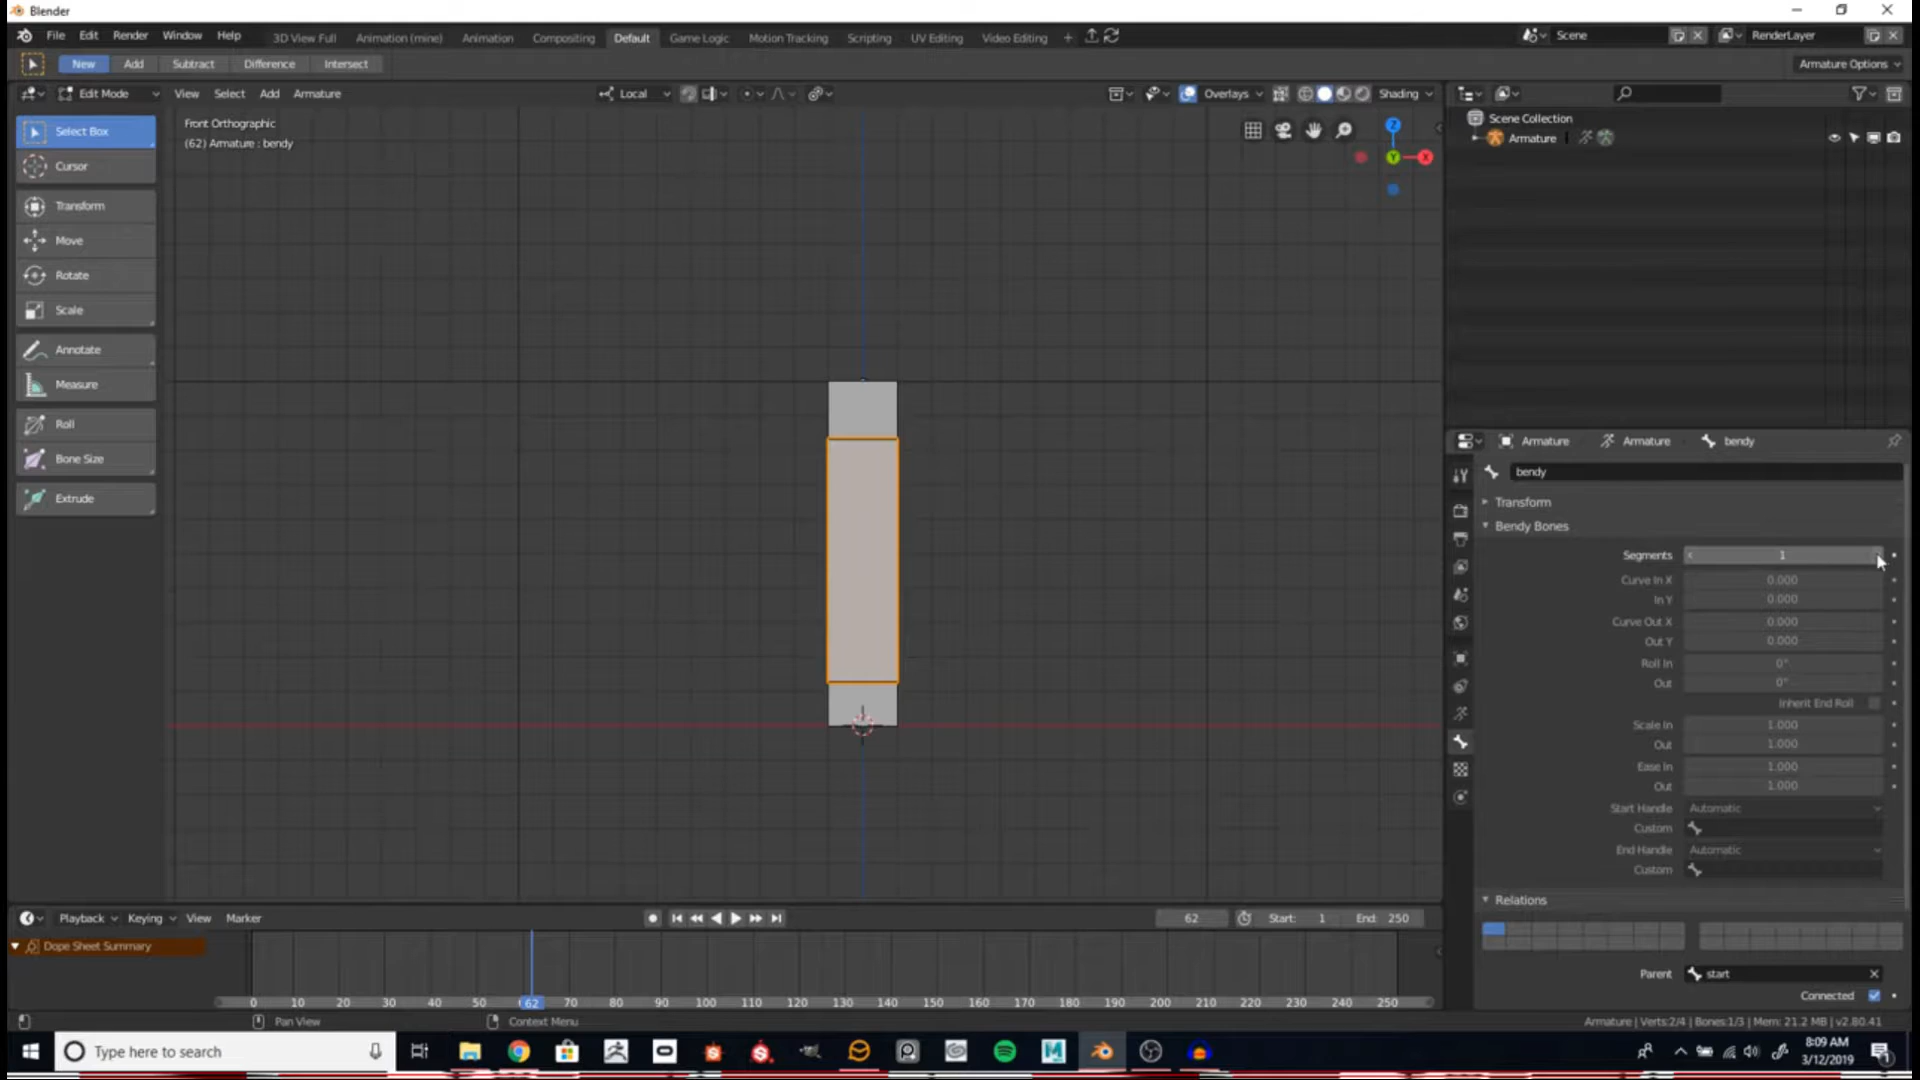 Blender
File Edit Render Window Help
3D View Full Animation (mine) Animation Compositing Default Game Logic Motion Tracking Scripting UV Editing Video Editing +
Scene
RenderLayer
New Add Subtract Difference Intersect
Armature Options
Edit Mode View Select Add Armature
Local
Overlays
Shading
Front Orthographic
(62) Armature : bendy
Select Box
Cursor
Transform
Move
Rotate
Scale
Annotate
Measure
Roll
Bone Size
Extrude
Z
Y
X
Scene Collection
Armature
Armature Armature bendy
bendy
Transform
Bendy Bones
Segments 1
Curve In X 0.000
In Y 0.000
Curve Out X 0.000
Out Y 0.000
Roll In 0°
Out 0°
Inherit End Roll
Scale In 1.000
Out 1.000
Ease In 1.000
Out 1.000
Start Handle Automatic
Custom
End Handle Automatic
Custom
Relations
Parent start
Connected
Playback Keying View Marker
62
Start: 1
End: 250
Dope Sheet Summary
0 10 20 30 40 50 62 70 80 90 100 110 120 130 140 150 160 170 180 190 200 210 220 230 240 250
Pan View
Context Menu
Armature | Verts:2/4 | Bones:1/3 | Mem: 21.2 MB | v2.80.41
Type here to search
8:09 AM
3/12/2019